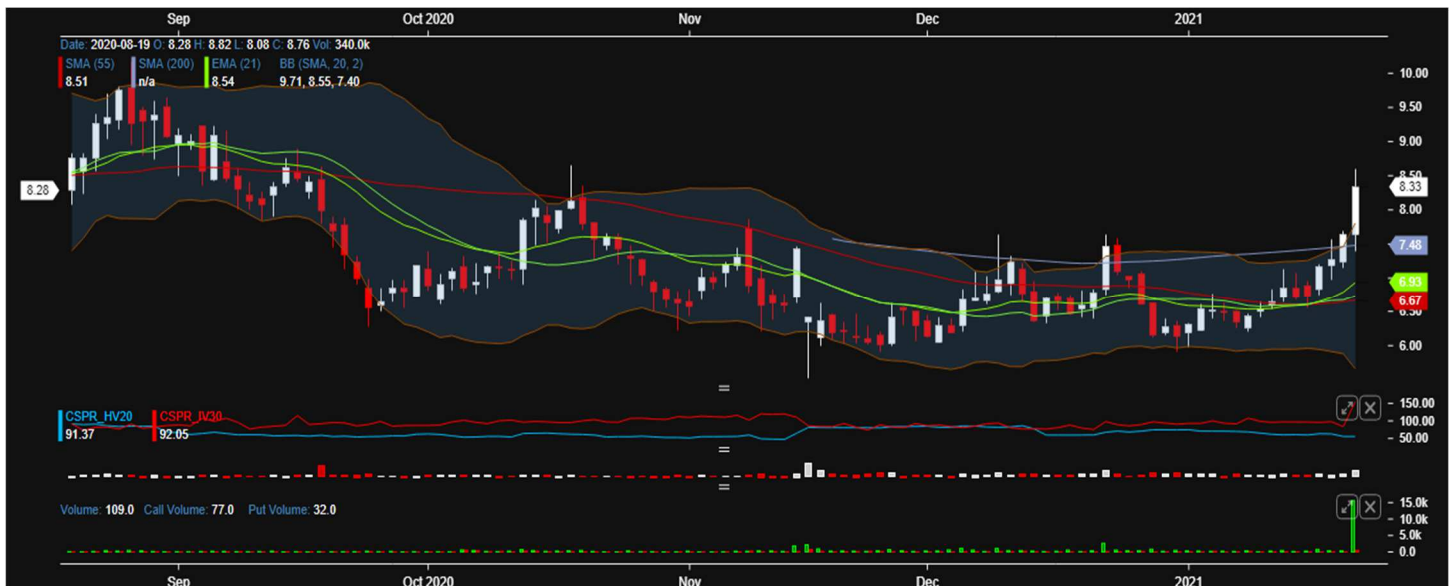 Sep Oct 2020 Nov Dec 2021
Date: 2020-08-19 O: 8.28 H: 8.82 L: 8.08 C: 8.76 Vol: 340.0k
SMA (55) SMA (200) EMA (21) BB (SMA, 20, 2)
8.51 n/a 8.54 9.71, 8.55, 7.40
10.00
9.50
9.00
8.50
8.28
8.33
8.00
7.48
6.93
6.67
6.50
6.00
CSPR_HV20 CSPR_IV30
91.37 92.05
150.00
100.00
50.00
Volume: 109.0 Call Volume: 77.0 Put Volume: 32.0
15.0k
10.0k
5.0k
0.0
Sep Oct 2020 Nov Dec 2021